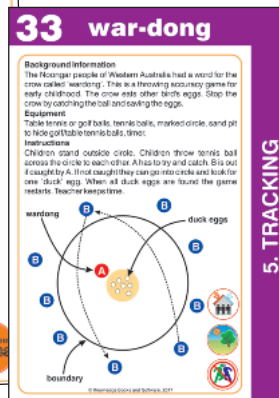 33 war-dong
Background Information
The Noongar people of Western Australia had a word for the
crow called 'wardong'. This is a throwing accuracy game for
early childhood. The crow eats other bird's eggs. Stop the
crow by catching the ball and saving the eggs.
Equipment
Table tennis or golf balls, tennis balls, marked circle, sand pit
to hide golf/table tennis balls, timer.
Instructions
Children stand outside circle. Children throw tennis ball
across the circle to each other. A has to try and catch. B is out
if caught by A. If not caught they can go into circle and look for
one 'duck' egg. When all duck eggs are found the game
restarts. Teacher keeps time.
B
B
wardong
duck eggs
B
B
A
B
B
B
B
B
boundary
5. TRACKING